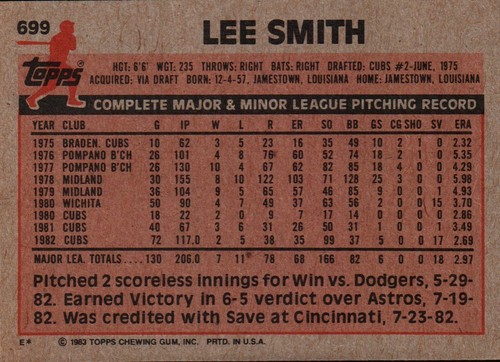 699
LEE SMITH
Topps
HGT: 6'6" WGT: 235 THROWS: RIGHT BATS: RIGHT DRAFTED: CUBS #2-JUNE, 1975
ACQUIRED: VIA DRAFT BORN: 12-4-57, JAMESTOWN, LOUISIANA HOME: JAMESTOWN, LOUISIANA
COMPLETE MAJOR & MINOR LEAGUE PITCHING RECORD
YEAR CLUB G IP W L R ER SO BB GS CG SHO SV ERA
1975 BRADEN. CUBS 10 62 3 5 23 16 35 49 10 2 1 0 2.32
1976 POMPANO B'CH 26 101 4 8 76 60 52 74 18 2 1 0 5.35
1977 POMPANO B'CH 26 130 10 4 67 62 82 85 18 4 0 0 4.29
1978 MIDLAND 30 155 8 10 122 103 71 128 25 3 0 0 5.98
1979 MIDLAND 36 104 9 5 65 57 46 85 9 1 0 1 4.93
1980 WICHITA 50 90 4 7 49 37 63 56 2 0 0 15 3.70
1980 CUBS 18 22 2 0 9 7 17 14 0 0 0 0 2.86
1981 CUBS 40 67 3 6 31 26 50 31 1 0 0 1 3.49
1982 CUBS 72 117.0 2 5 38 35 99 37 5 0 0 17 2.69
MAJOR LEA. TOTALS 130 206.0 7 11 78 68 166 82 6 0 0 18 2.97
Pitched 2 scoreless innings for Win vs. Dodgers, 5-29-
82. Earned Victory in 6-5 verdict over Astros, 7-19-
82. Was credited with Save at Cincinnati, 7-23-82.
E* © 1983 TOPPS CHEWING GUM, INC. PRTD. IN U.S.A.